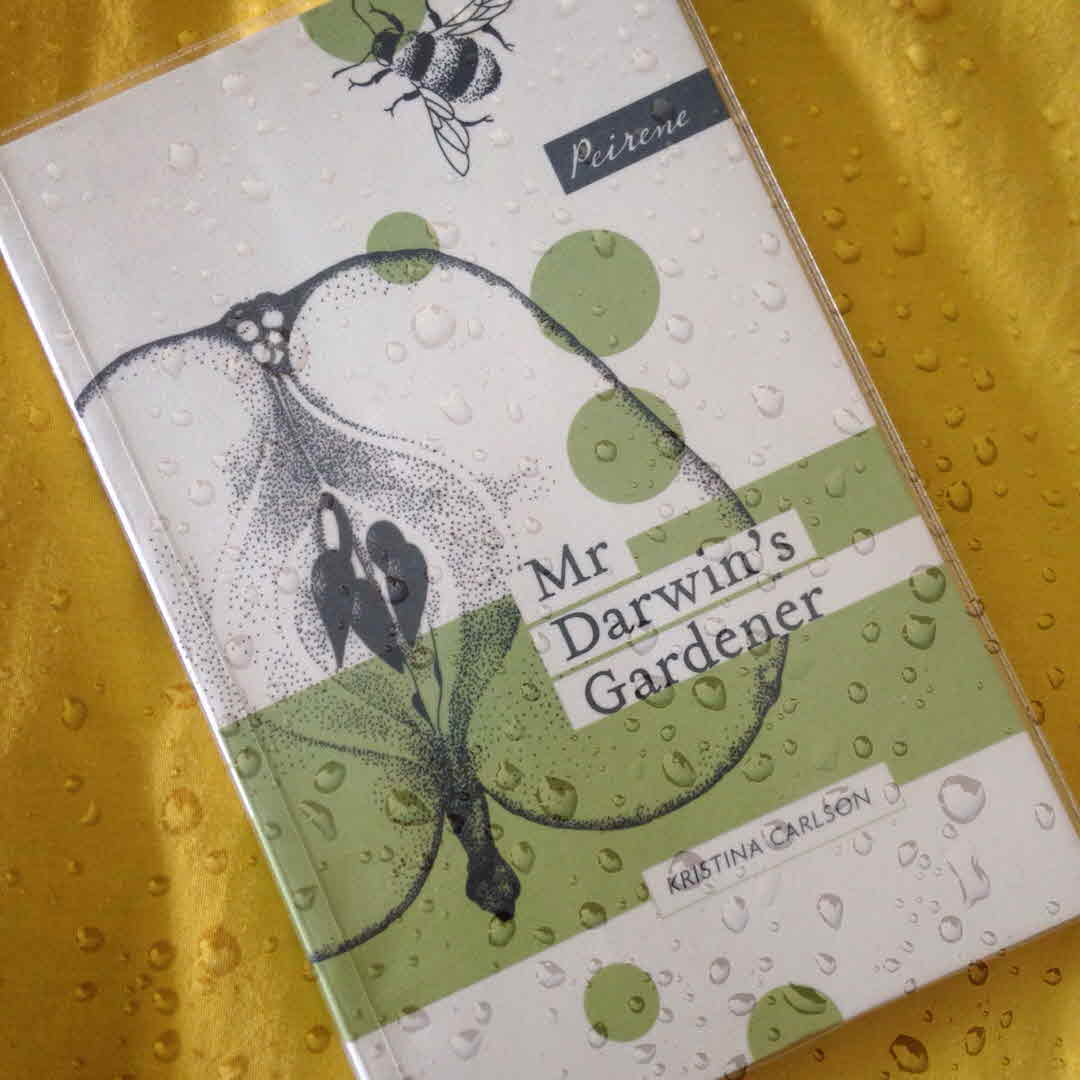 Peirene
Mr
Darwin's
Gardener
KRISTINA CARLSON